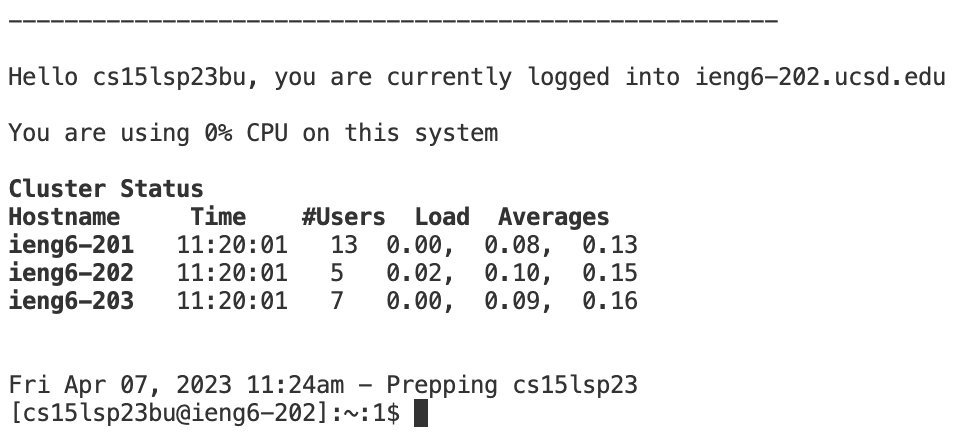 ------------------------------------------------------- 
Hello cs15lsp23bu, you are currently logged into ieng6-202.ucsd.edu
You are using 0% CPU on this system
Cluster Status
Hostname     Time    #Users  Load  Averages
ieng6-201   11:20:01   13  0.00,  0.08,  0.13
ieng6-202   11:20:01   5   0.02,  0.10,  0.15
ieng6-203   11:20:01   7   0.00,  0.09,  0.16
Fri Apr 07, 2023 11:24am - Prepping cs15lsp23
[cs15lsp23bu@ieng6-202]:~:1$